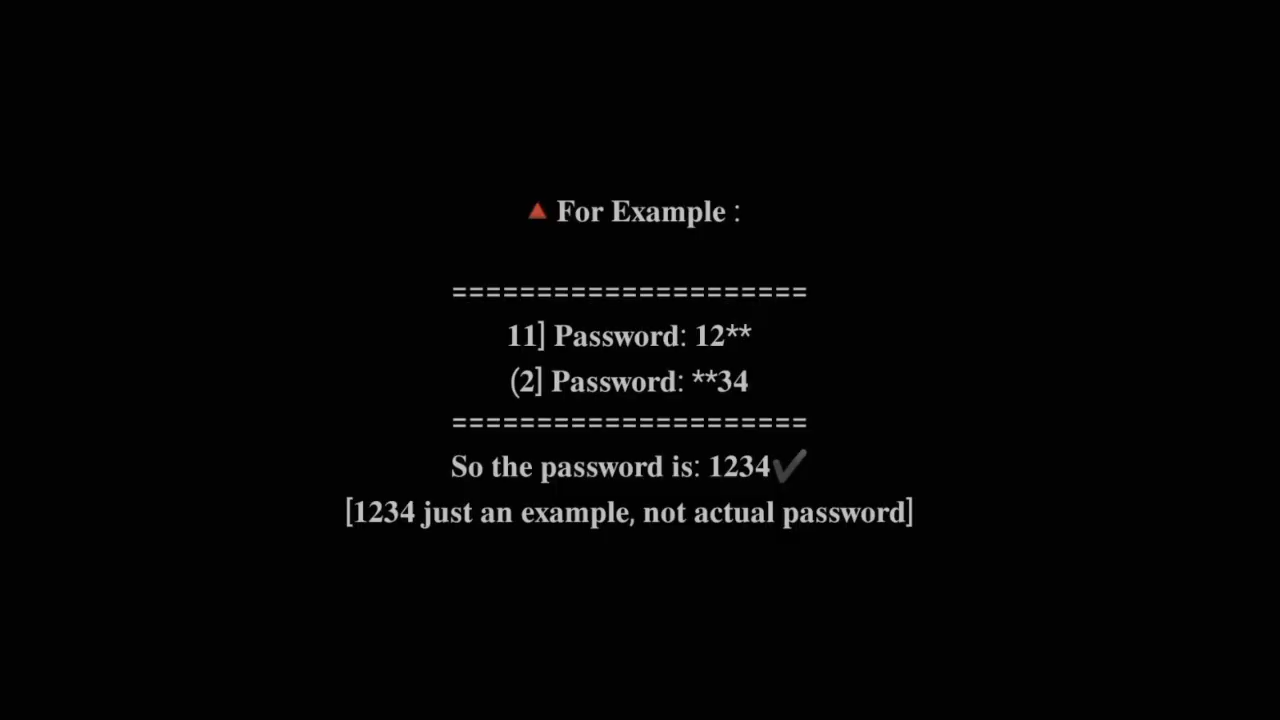 🔺For Example :
=====================
11] Password: 12**
(2] Password: **34
=====================
So the password is: 1234✔
[1234 just an example, not actual password]